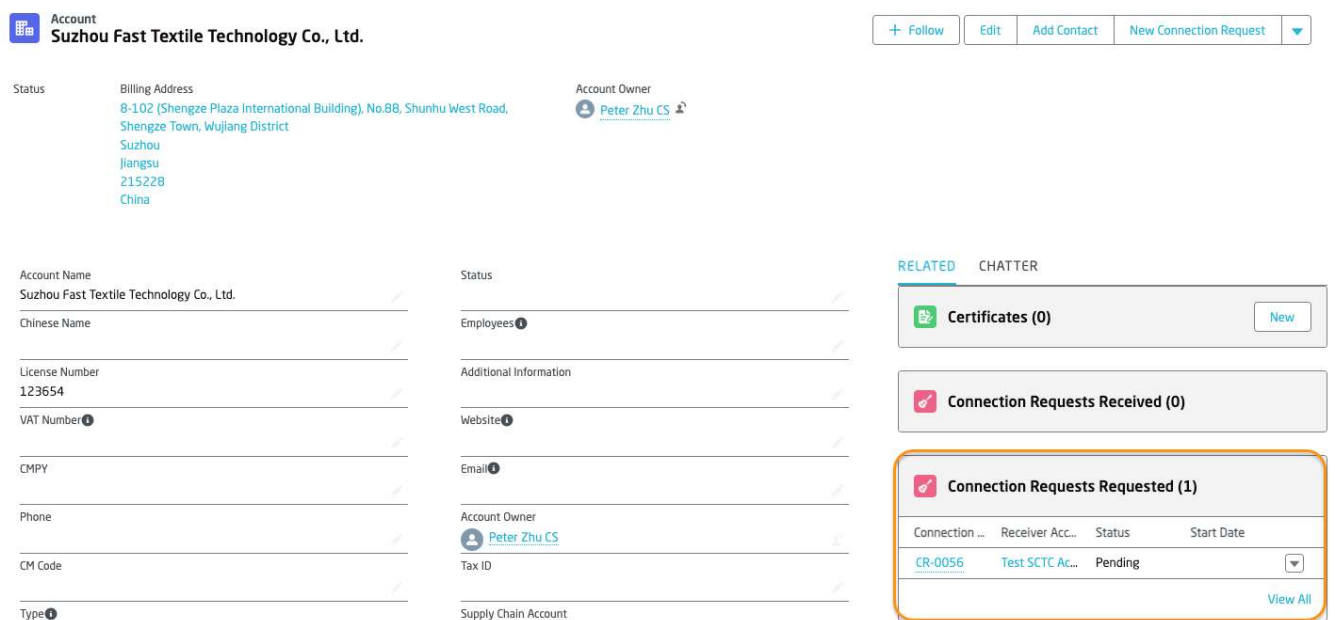 Account
Suzhou Fast Textile Technology Co., Ltd.
+ Follow
Edit
Add Contact
New Connection Request
Status
Billing Address
8-102 (Shengze Plaza International Building), No.88, Shunhu West Road,
Shengze Town, Wujiang District
Suzhou
Jiangsu
215228
China
Account Owner
Peter Zhu CS
Account Name
Suzhou Fast Textile Technology Co., Ltd.
Chinese Name
License Number
123654
VAT Number
CMPY
Phone
CM Code
Type
Status
Employees
Additional Information
Website
Email
Account Owner
Peter Zhu CS
Tax ID
Supply Chain Account
RELATED CHATTER
Certificates (0)
New
Connection Requests Received (0)
Connection Requests Requested (1)
Connection ... Receiver Acc... Status Start Date
CR-0056 Test SCTC Ac... Pending
View All